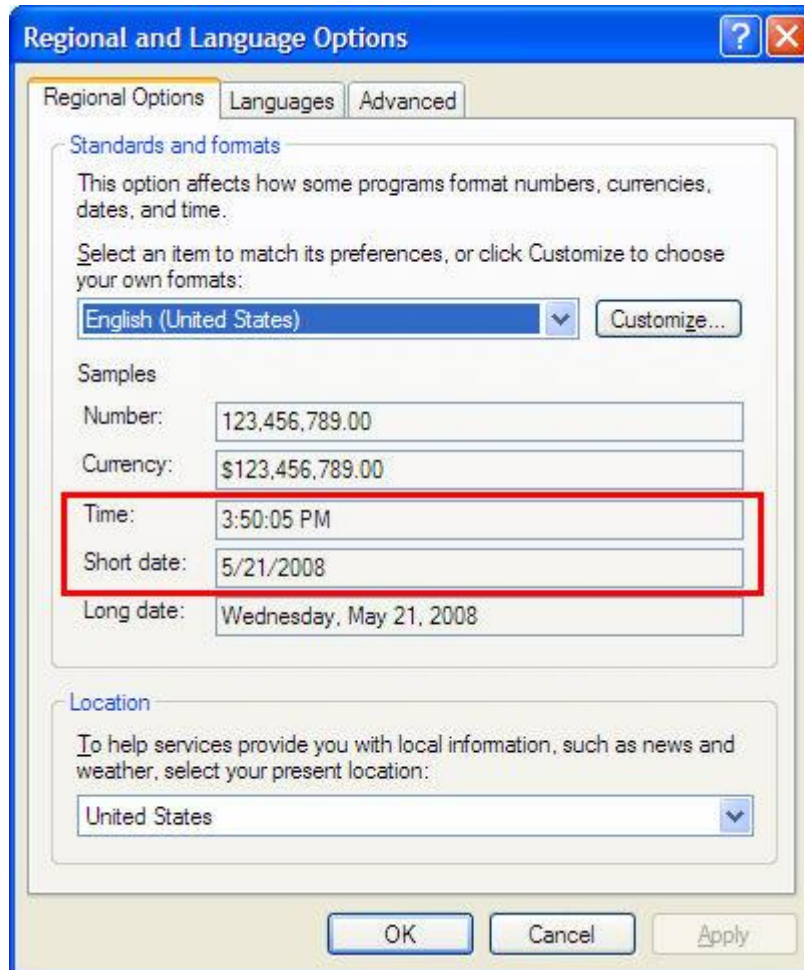 Regional and Language Options
Regional Options
Languages
Advanced
Standards and formats
This option affects how some programs format numbers, currencies,
dates, and time.
Select an item to match its preferences, or click Customize to choose
your own formats:
English (United States)
Customize...
Samples
Number: 123,456,789.00
Currency: $123,456,789.00
Time: 3:50:05 PM
Short date: 5/21/2008
Long date: Wednesday, May 21, 2008
Location
To help services provide you with local information, such as news and
weather, select your present location:
United States
OK
Cancel
Apply